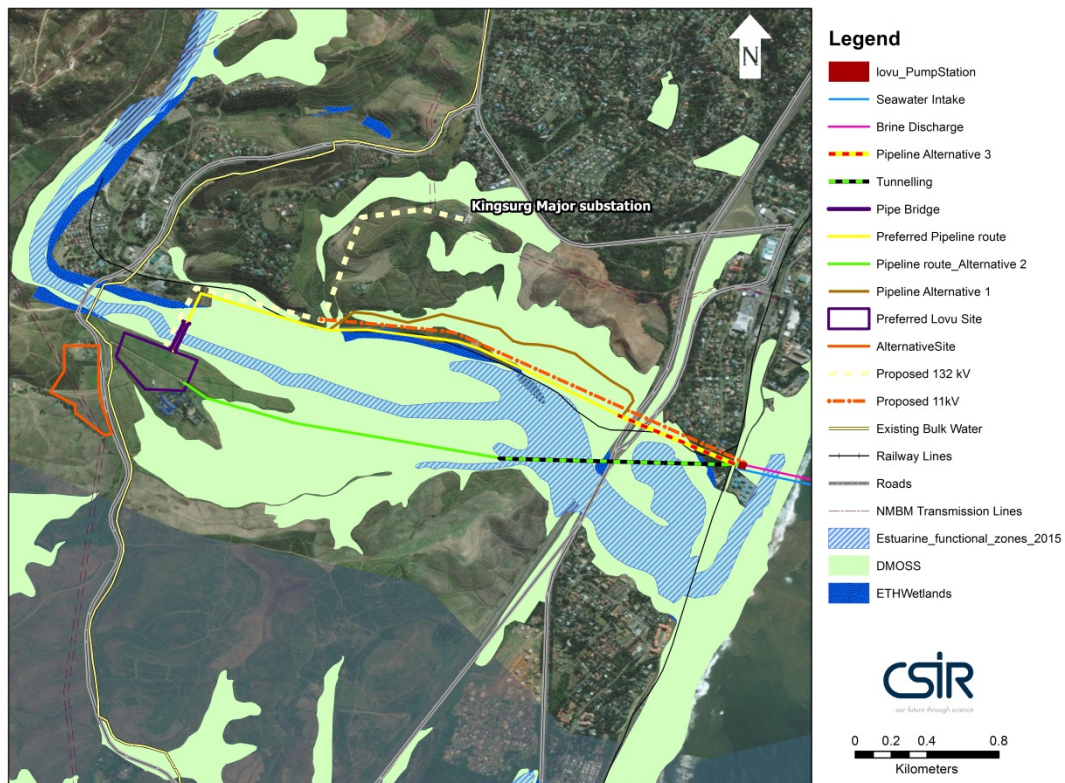 N
Kingsurg Major substation
Legend
Iovu_PumpStation
Seawater Intake
Brine Discharge
Pipeline Alternative 3
Tunnelling
Pipe Bridge
Preferred Pipeline route
Pipeline route_Alternative 2
Pipeline Alternative 1
Preferred Lovu Site
AlternativeSite
Proposed 132 kV
Proposed 11kV
Existing Bulk Water
Railway Lines
Roads
NMBM Transmission Lines
Estuarine_functional_zones_2015
DMOSS
ETHWetlands
CSIR
our future through science
0 0.2 0.4 0.8
Kilometers